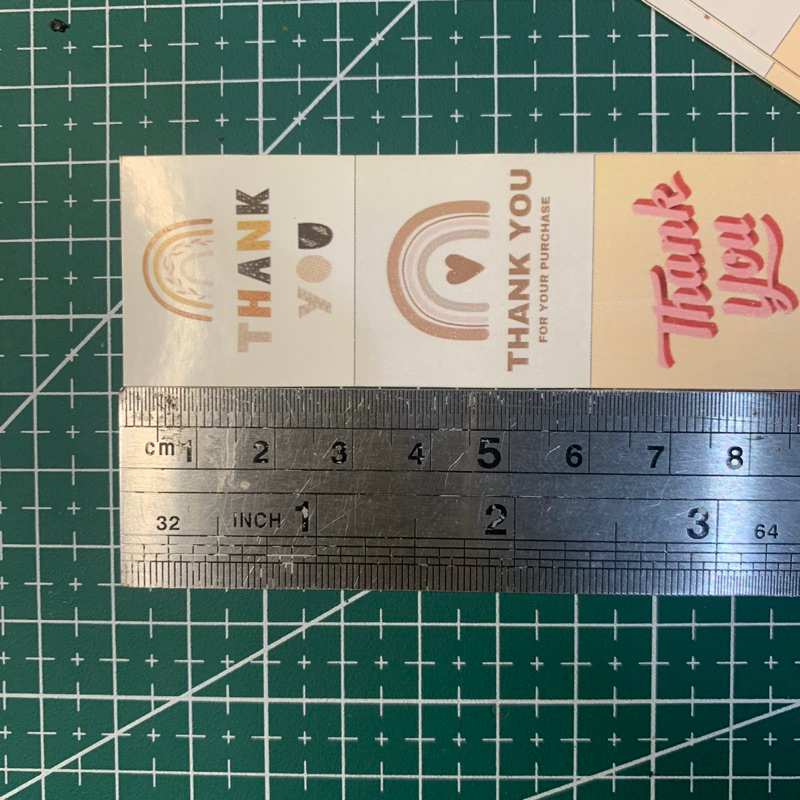 THANK
YOU
THANK YOU
FOR YOUR PURCHASE
Thank
You
cm 1 2 3 4 5 6 7 8
32 INCH 1 2 3 64